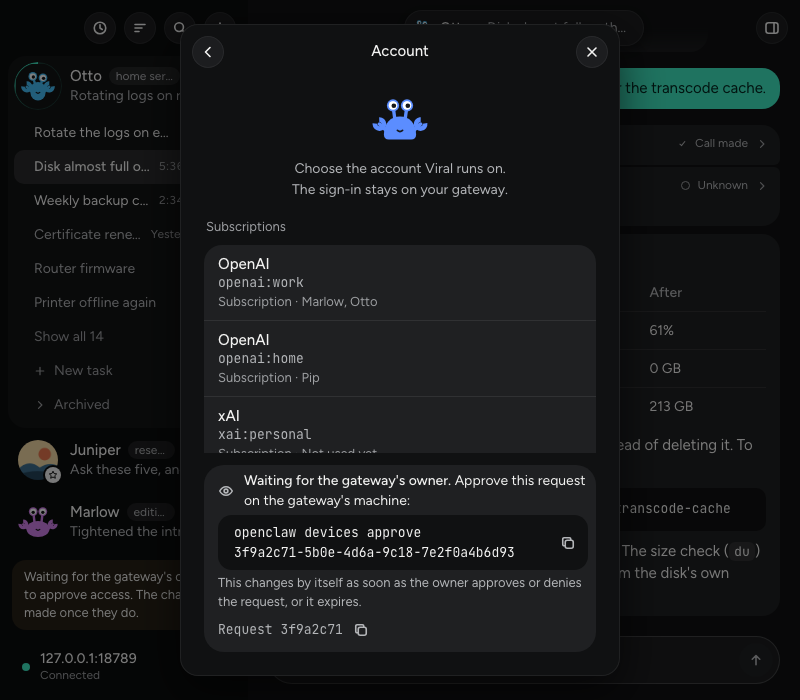 Account
Choose the account Viral runs on.
The sign-in stays on your gateway.
Subscriptions
OpenAI
openai:work
Subscription · Marlow, Otto
OpenAI
openai:home
Subscription · Pip
xAI
xai:personal
Subscription · Not used yet
Waiting for the gateway's owner. Approve this request
on the gateway's machine:
openclaw devices approve
3f9a2c71-5b0e-4d6a-9c18-7e2f0a4b6d93
This changes by itself as soon as the owner approves or denies
the request, or it expires.
Request 3f9a2c71
Otto home ser...
Rotating logs on
Rotate the logs on e...
Disk almost full o... 5:36
Weekly backup c... 2:34
Certificate rene... Yeste
Router firmware
Printer offline again
Show all 14
+ New task
Archived
Juniper rese...
Ask these five, an
Marlow editi...
Tightened the intr
Waiting for the gateway's
to approve access. The cha
made once they do.
127.0.0.1:18789
Connected
the transcode cache.
Call made
Unknown
After
61%
0 GB
213 GB
ead of deleting it. To
transcode-cache
The size check ( du )
m the disk's own